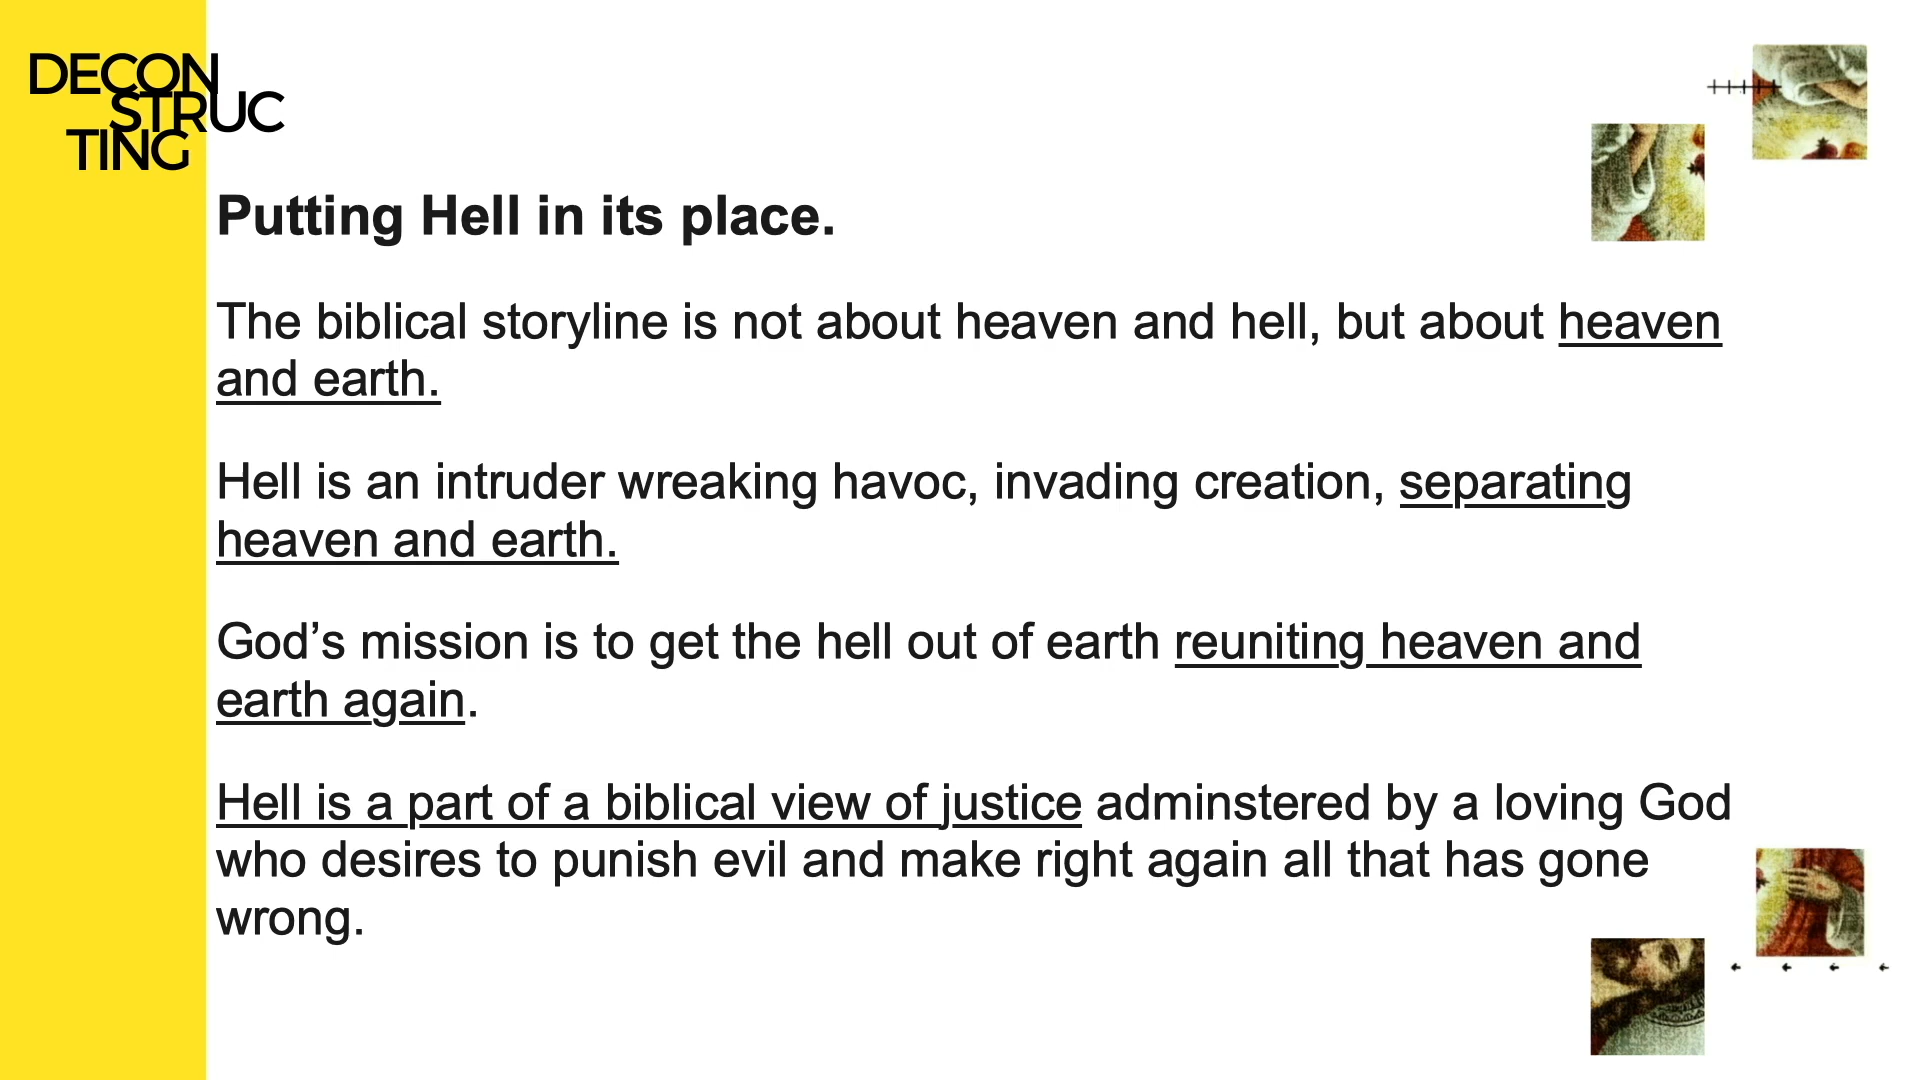 DECON
STRUC
TING
Putting Hell in its place.
The biblical storyline is not about heaven and hell, but about heaven
and earth.
Hell is an intruder wreaking havoc, invading creation, separating
heaven and earth.
God’s mission is to get the hell out of earth reuniting heaven and
earth again.
Hell is a part of a biblical view of justice adminstered by a loving God
who desires to punish evil and make right again all that has gone
wrong.